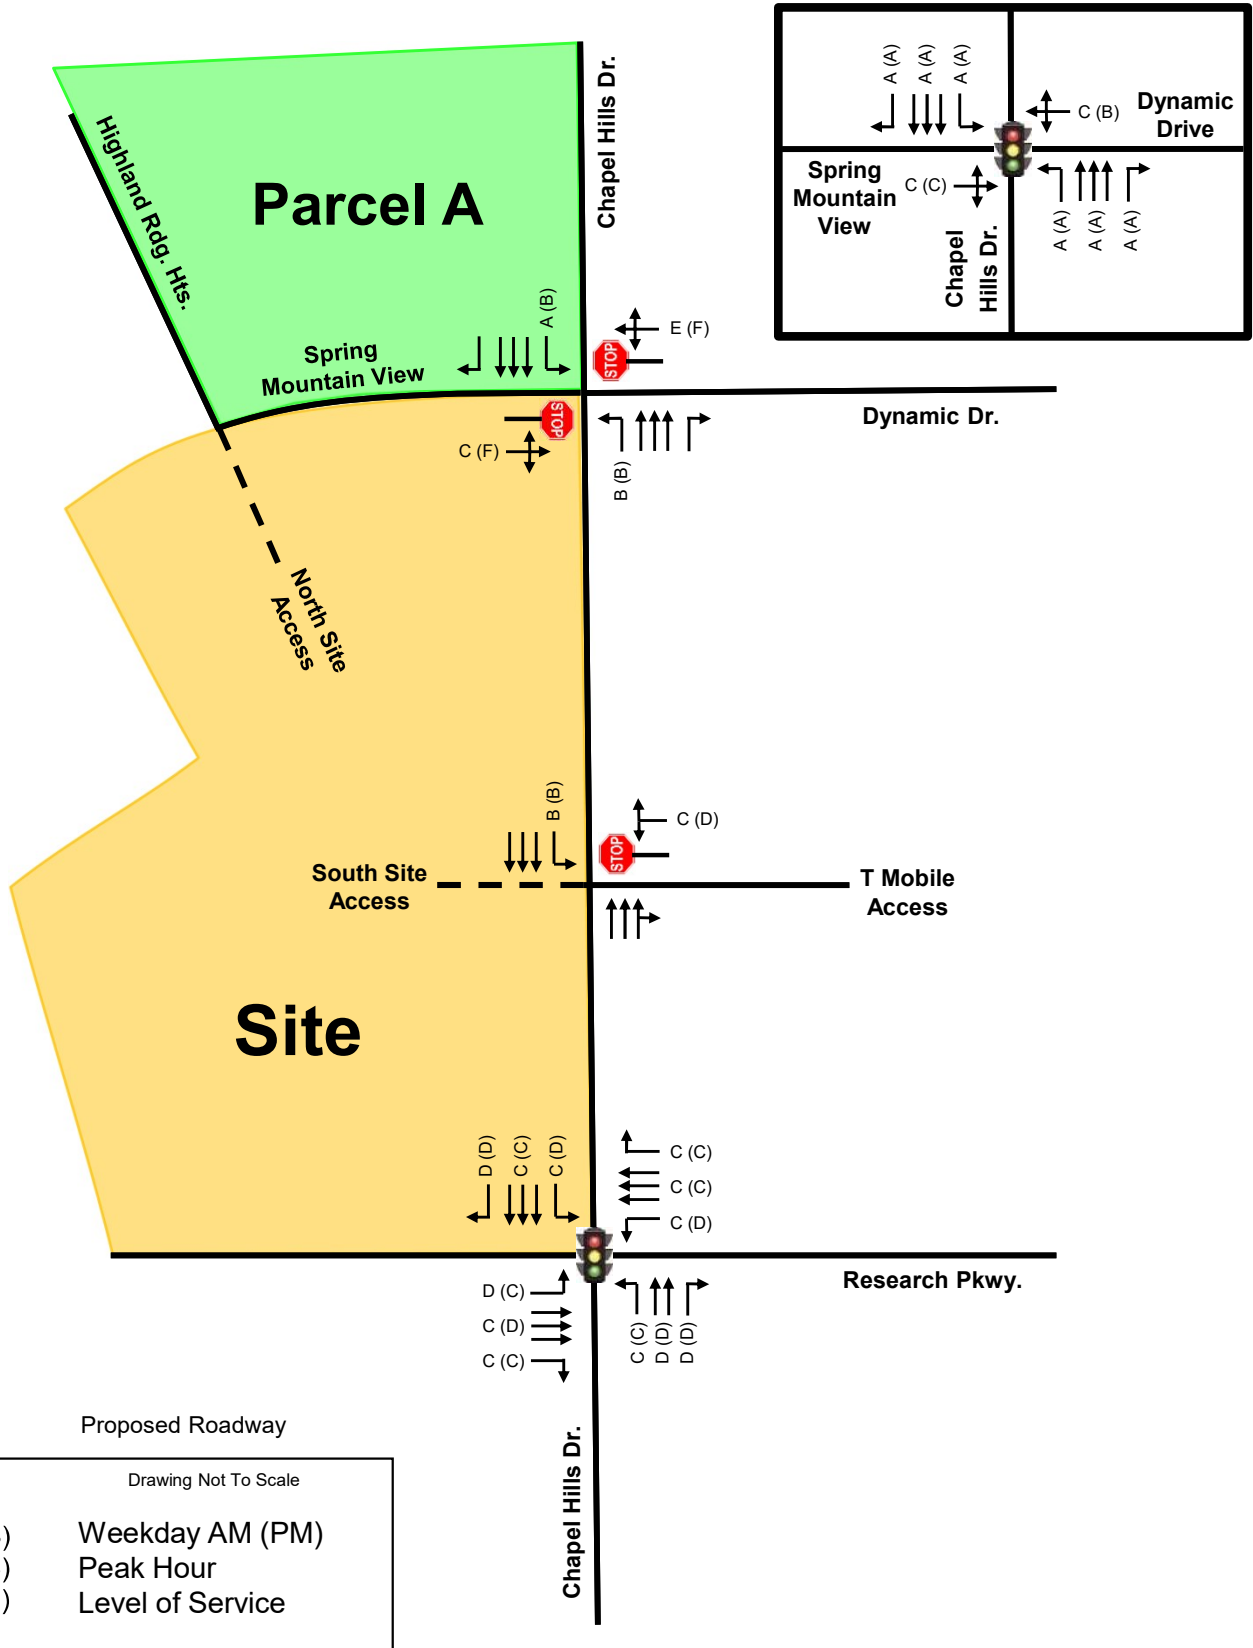 Chapel Hills Dr.
Highland Rdg. Hts.
Parcel A
A (A)
A (A)
A (A)
C (B)
Dynamic
Drive
Spring
Mountain
View
C (C)
Chapel
Hills Dr.
A (A)
A (A)
A (A)
A (B)
E (F)
STOP
Spring
Mountain View
Dynamic Dr.
STOP
C (F)
B (B)
North Site
Access
B (B)
C (D)
STOP
South Site
Access
T Mobile
Access
Site
D (D)
C (C)
C (D)
C (C)
C (C)
C (D)
Research Pkwy.
D (C)
C (D)
C (C)
C (C)
D (D)
D (D)
Chapel Hills Dr.
Proposed Roadway
Drawing Not To Scale
Weekday AM (PM)
Peak Hour
Level of Service